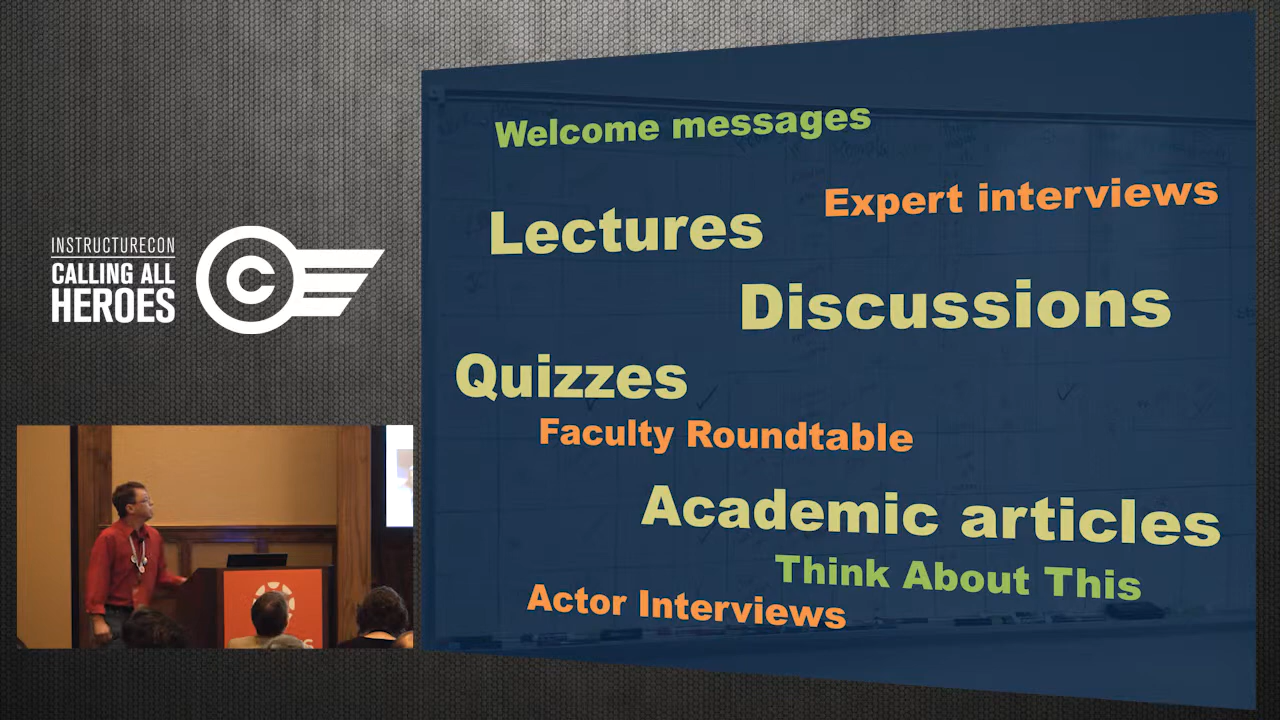 INSTRUCTURECON
CALLING ALL
HEROES
C
Welcome messages
Expert interviews
Lectures
Discussions
Quizzes
Faculty Roundtable
Academic articles
Think About This
Actor Interviews